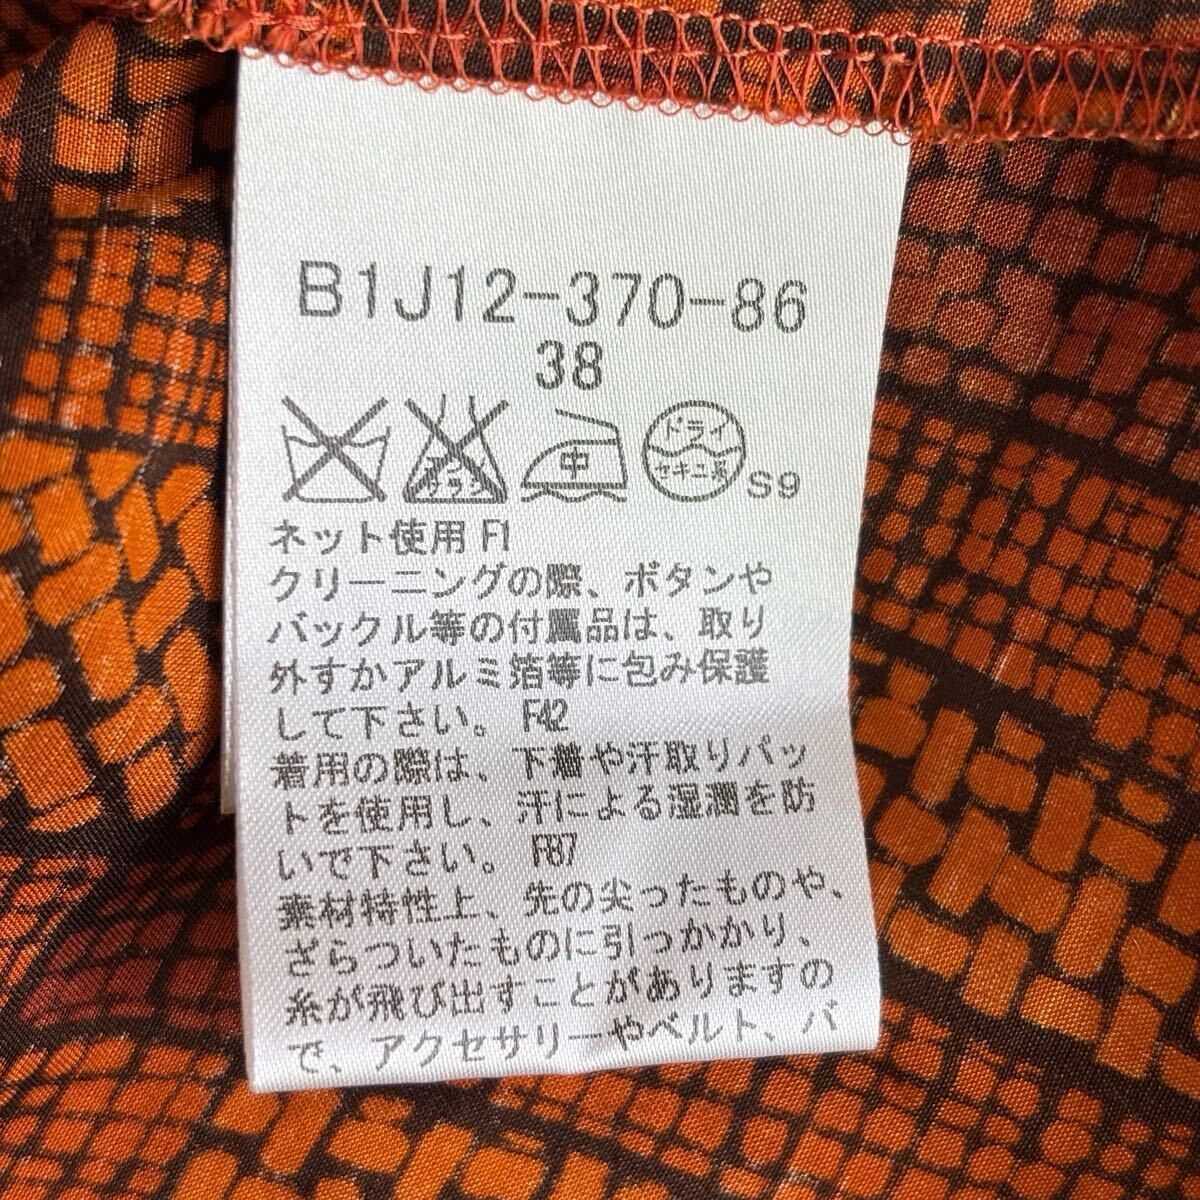 B1J12-370-86
38
エンソ
サラシ
中
ドライ
セキユ系
S9
ネット使用 F1
クリーニングの際、ボタンや
バックル等の付属品は、取り
外すかアルミ箔等に包み保護
して下さい。 F42
着用の際は、下着や汗取りパッ
トを使用し、汗による湿潤を防
いで下さい。 F87
素材特性上、先の尖ったものや、
ざらついたものに引っかかり、
糸が飛び出すことがありますの
で、アクセサリーやベルト、バ